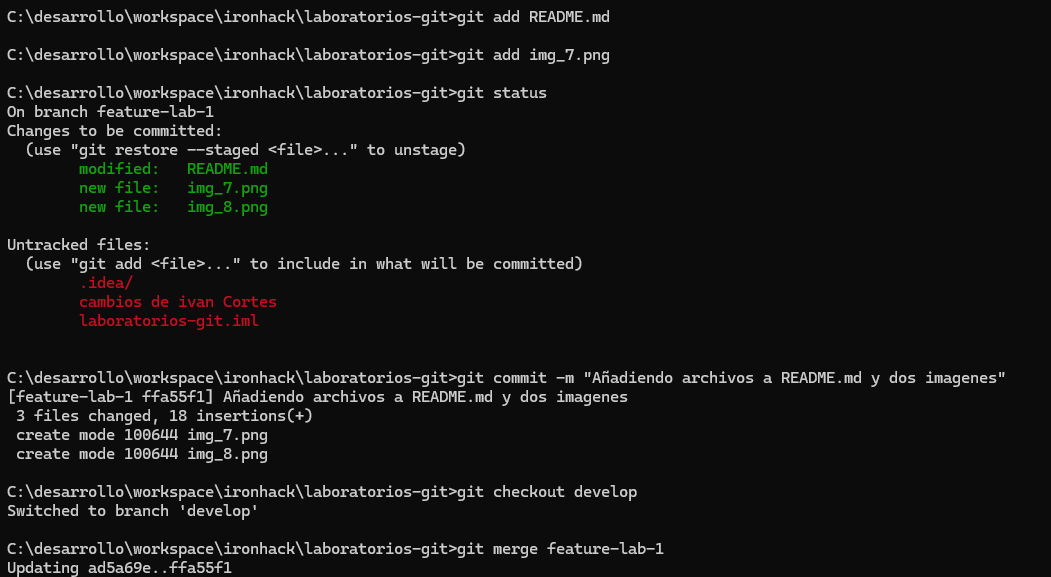 C:\desarrollo\workspace\ironhack\laboratorios-git>git add README.md
C:\desarrollo\workspace\ironhack\laboratorios-git>git add img_7.png
C:\desarrollo\workspace\ironhack\laboratorios-git>git status
On branch feature-lab-1
Changes to be committed:
  (use "git restore --staged <file>..." to unstage)
        modified:   README.md
        new file:   img_7.png
        new file:   img_8.png
Untracked files:
  (use "git add <file>..." to include in what will be committed)
        .idea/
        cambios de ivan Cortes
        laboratorios-git.iml
C:\desarrollo\workspace\ironhack\laboratorios-git>git commit -m "Añadiendo archivos a README.md y dos imagenes"
[feature-lab-1 ffa55f1] Añadiendo archivos a README.md y dos imagenes
 3 files changed, 18 insertions(+)
 create mode 100644 img_7.png
 create mode 100644 img_8.png
C:\desarrollo\workspace\ironhack\laboratorios-git>git checkout develop
Switched to branch 'develop'
C:\desarrollo\workspace\ironhack\laboratorios-git>git merge feature-lab-1
Updating ad5a69e..ffa55f1